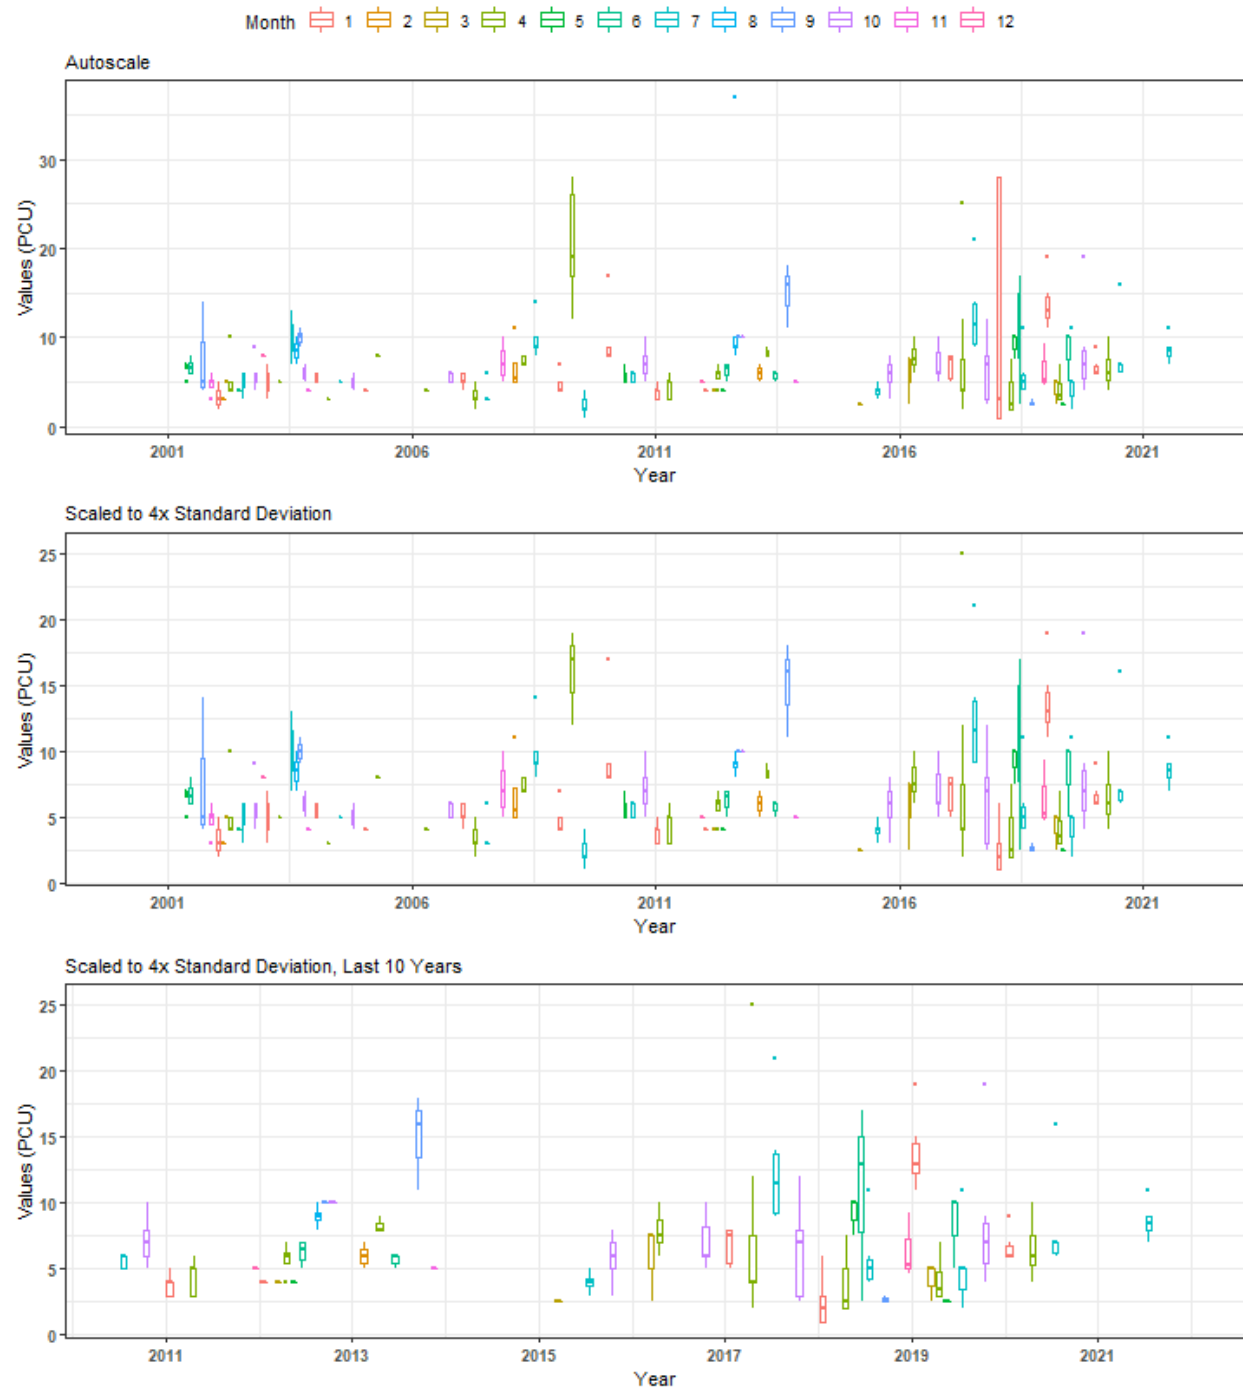 Month 1 2 3 4 5 6 7 8 9 10 11 12
Autoscale
Values (PCU)
30
20
10
0
2001 2006 2011 2016 2021
Year
Scaled to 4x Standard Deviation
Values (PCU)
25
20
15
10
5
0
2001 2006 2011 2016 2021
Year
Scaled to 4x Standard Deviation, Last 10 Years
Values (PCU)
25
20
15
10
5
0
2011 2013 2015 2017 2019 2021
Year